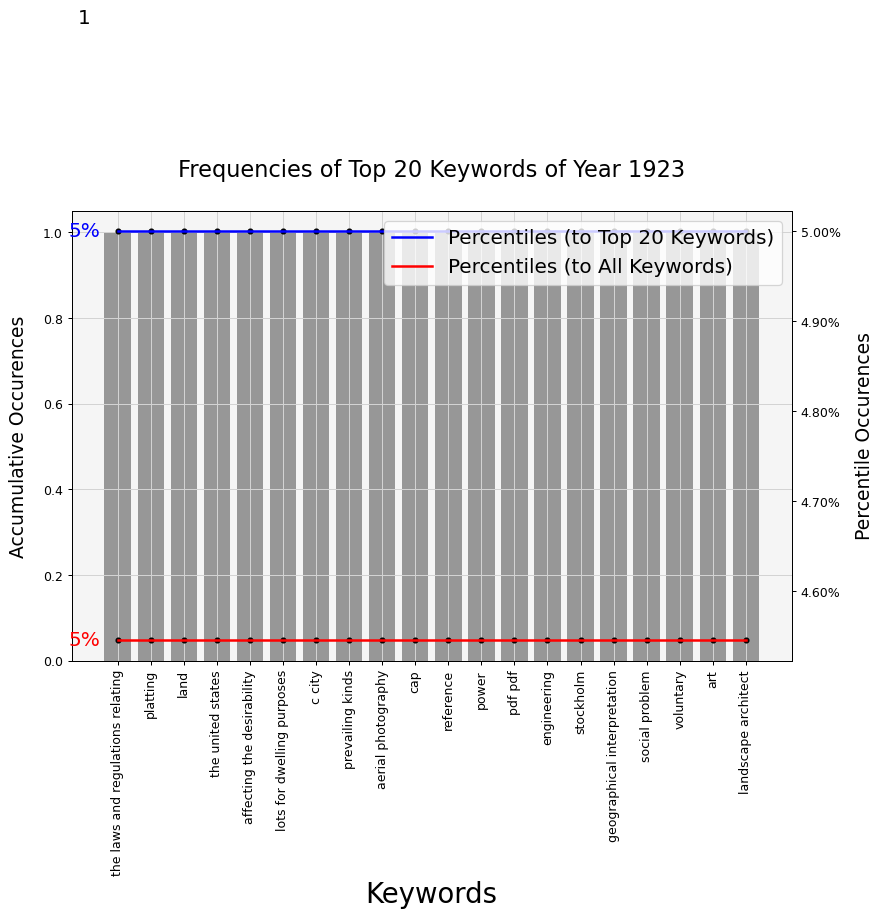 1
Frequencies of Top 20 Keywords of Year 1923
5%
5%
Percentiles (to Top 20 Keywords)
Percentiles (to All Keywords)
Accumulative Occurences
1.0
0.8
0.6
0.4
0.2
0.0
5.00%
4.90%
4.80%
4.70%
4.60%
Percentile Occurences
the laws and regulations relating
platting
land
the united states
affecting the desirability
lots for dwelling purposes
c city
prevailing kinds
aerial photography
cap
reference
power
pdf pdf
engineering
stockholm
geographical interpretation
social problem
voluntary
art
landscape architect
Keywords